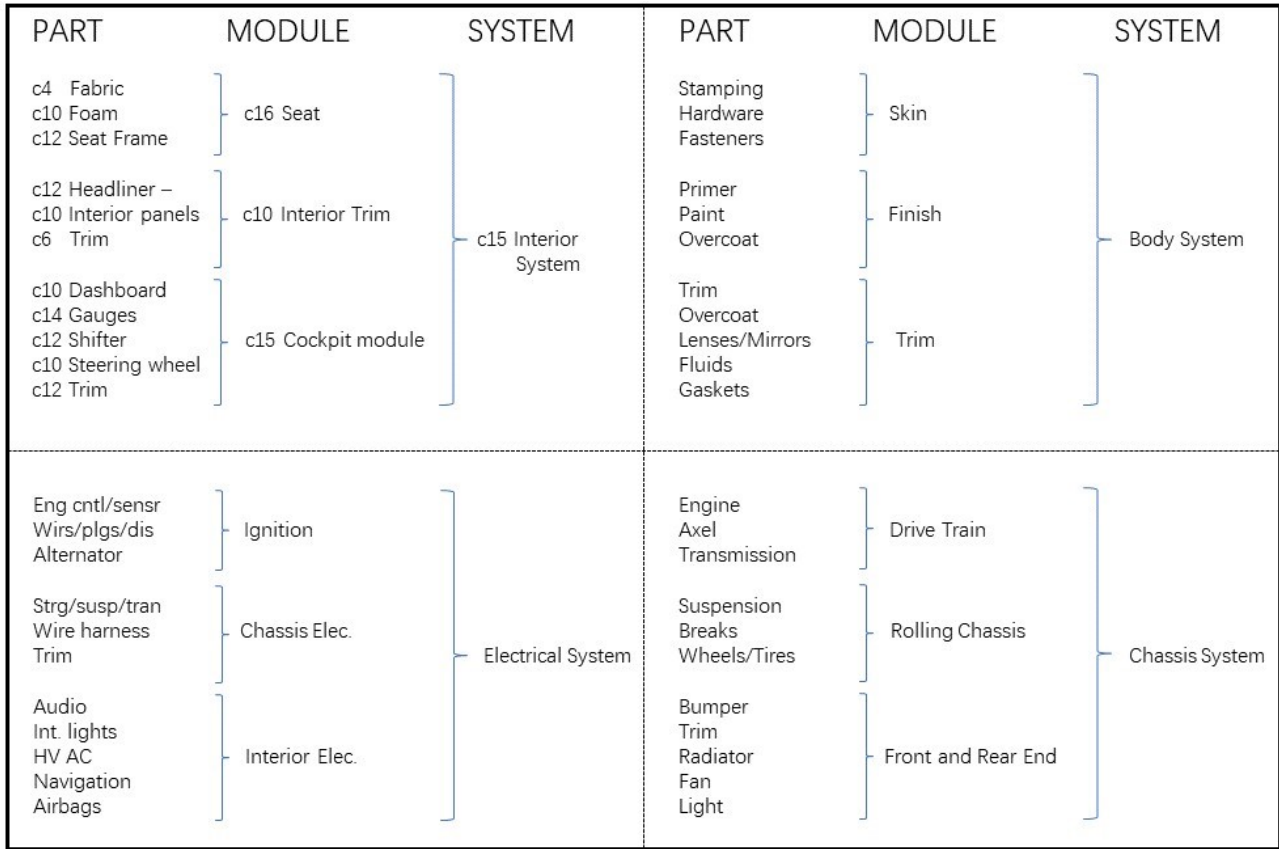 PART MODULE SYSTEM
c4 Fabric
c10 Foam
c12 Seat Frame
c16 Seat
c12 Headliner –
c10 Interior panels
c6 Trim
c10 Interior Trim
c10 Dashboard
c14 Gauges
c12 Shifter
c10 Steering wheel
c12 Trim
c15 Cockpit module
c15 Interior
System
PART MODULE SYSTEM
Stamping
Hardware
Fasteners
Skin
Primer
Paint
Overcoat
Finish
Trim
Overcoat
Lenses/Mirrors
Fluids
Gaskets
Trim
Body System
Eng cntl/sensr
Wirs/plgs/dis
Alternator
Ignition
Strg/susp/tran
Wire harness
Trim
Chassis Elec.
Audio
Int. lights
HV AC
Navigation
Airbags
Interior Elec.
Electrical System
Engine
Axel
Transmission
Drive Train
Suspension
Breaks
Wheels/Tires
Rolling Chassis
Bumper
Trim
Radiator
Fan
Light
Front and Rear End
Chassis System